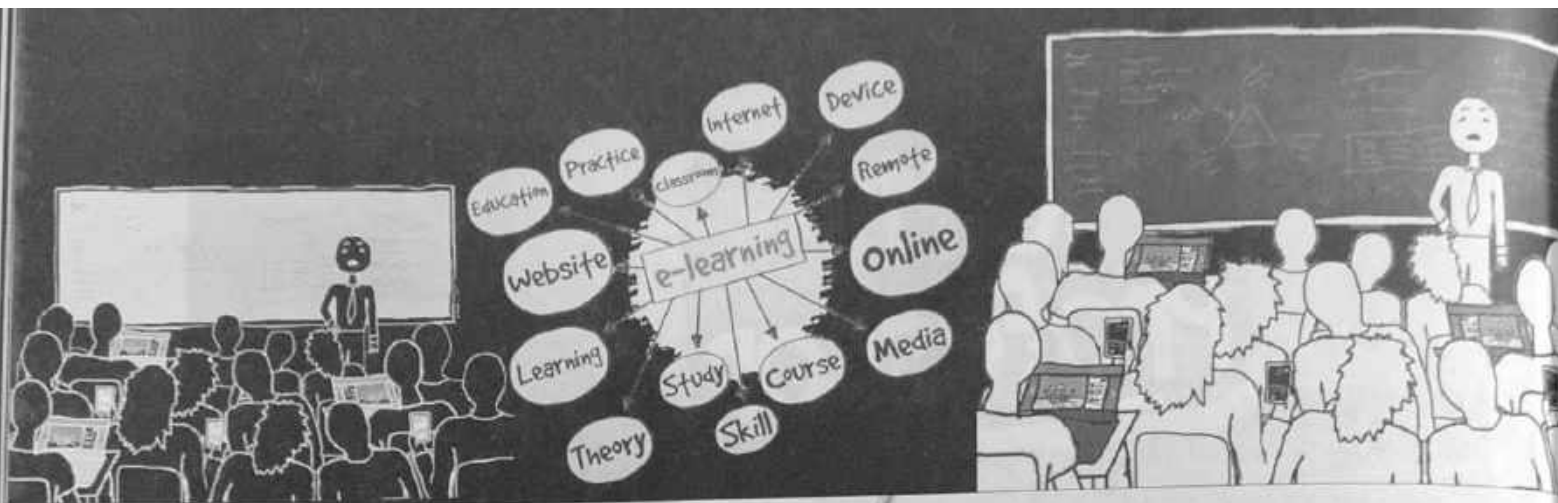 Internet
Device
Practice
classroom
Remote
Education
Website
e-learning
Online
Learning
Study
Course
Media
Theory
Skill